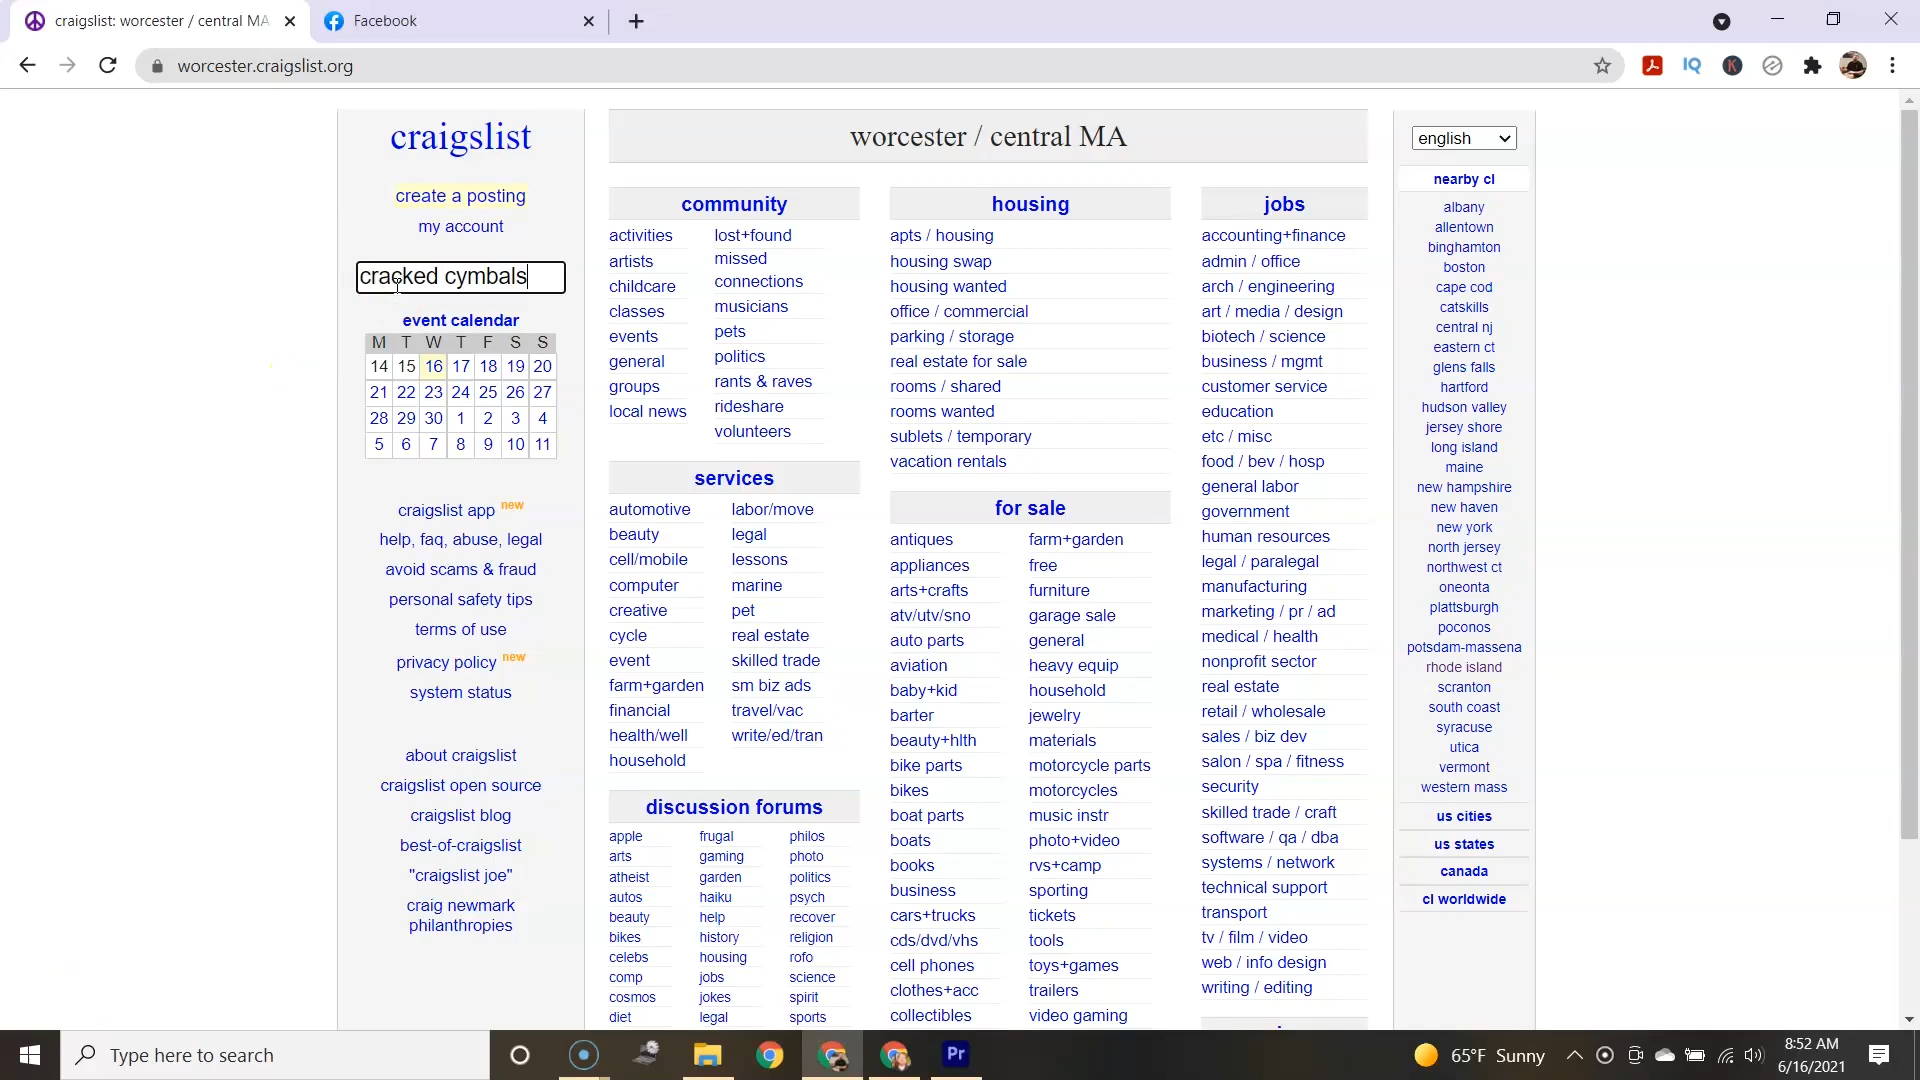 craigslist: worcester / central MA
Facebook
worcester.craigslist.org
craigslist
create a posting
my account
cracked cymbals
event calendar
M T W T F S S
14 15 16 17 18 19 20
21 22 23 24 25 26 27
28 29 30 1 2 3 4
5 6 7 8 9 10 11
craigslist app new
help, faq, abuse, legal
avoid scams & fraud
personal safety tips
terms of use
privacy policy new
system status
about craigslist
craigslist open source
craigslist blog
best-of-craigslist
"craigslist joe"
craig newmark
philanthropies
worcester / central MA
community
activities
artists
childcare
classes
events
general
groups
local news
lost+found
missed
connections
musicians
pets
politics
rants & raves
rideshare
volunteers
services
automotive
beauty
cell/mobile
computer
creative
cycle
event
farm+garden
financial
health/well
household
labor/move
legal
lessons
marine
pet
real estate
skilled trade
sm biz ads
travel/vac
write/ed/tran
discussion forums
apple
arts
atheist
autos
beauty
bikes
celebs
comp
cosmos
diet
frugal
gaming
garden
haiku
help
history
housing
jobs
jokes
legal
philos
photo
politics
psych
recover
religion
rofo
science
spirit
sports
housing
apts / housing
housing swap
housing wanted
office / commercial
parking / storage
real estate for sale
rooms / shared
rooms wanted
sublets / temporary
vacation rentals
for sale
antiques
appliances
arts+crafts
atv/utv/sno
auto parts
aviation
baby+kid
barter
beauty+hlth
bike parts
bikes
boat parts
boats
books
business
cars+trucks
cds/dvd/vhs
cell phones
clothes+acc
collectibles
farm+garden
free
furniture
garage sale
general
heavy equip
household
jewelry
materials
motorcycle parts
motorcycles
music instr
photo+video
rvs+camp
sporting
tickets
tools
toys+games
trailers
video gaming
jobs
accounting+finance
admin / office
arch / engineering
art / media / design
biotech / science
business / mgmt
customer service
education
etc / misc
food / bev / hosp
general labor
government
human resources
legal / paralegal
manufacturing
marketing / pr / ad
medical / health
nonprofit sector
real estate
retail / wholesale
sales / biz dev
salon / spa / fitness
security
skilled trade / craft
software / qa / dba
systems / network
technical support
transport
tv / film / video
web / info design
writing / editing
english
nearby cl
albany
allentown
binghamton
boston
cape cod
catskills
central nj
eastern ct
glens falls
hartford
hudson valley
jersey shore
long island
maine
new hampshire
new haven
new york
north jersey
northwest ct
oneonta
plattsburgh
poconos
potsdam-massena
rhode island
scranton
south coast
syracuse
utica
vermont
western mass
us cities
us states
canada
cl worldwide
Type here to search
Pr
65°F Sunny
8:52 AM
6/16/2021